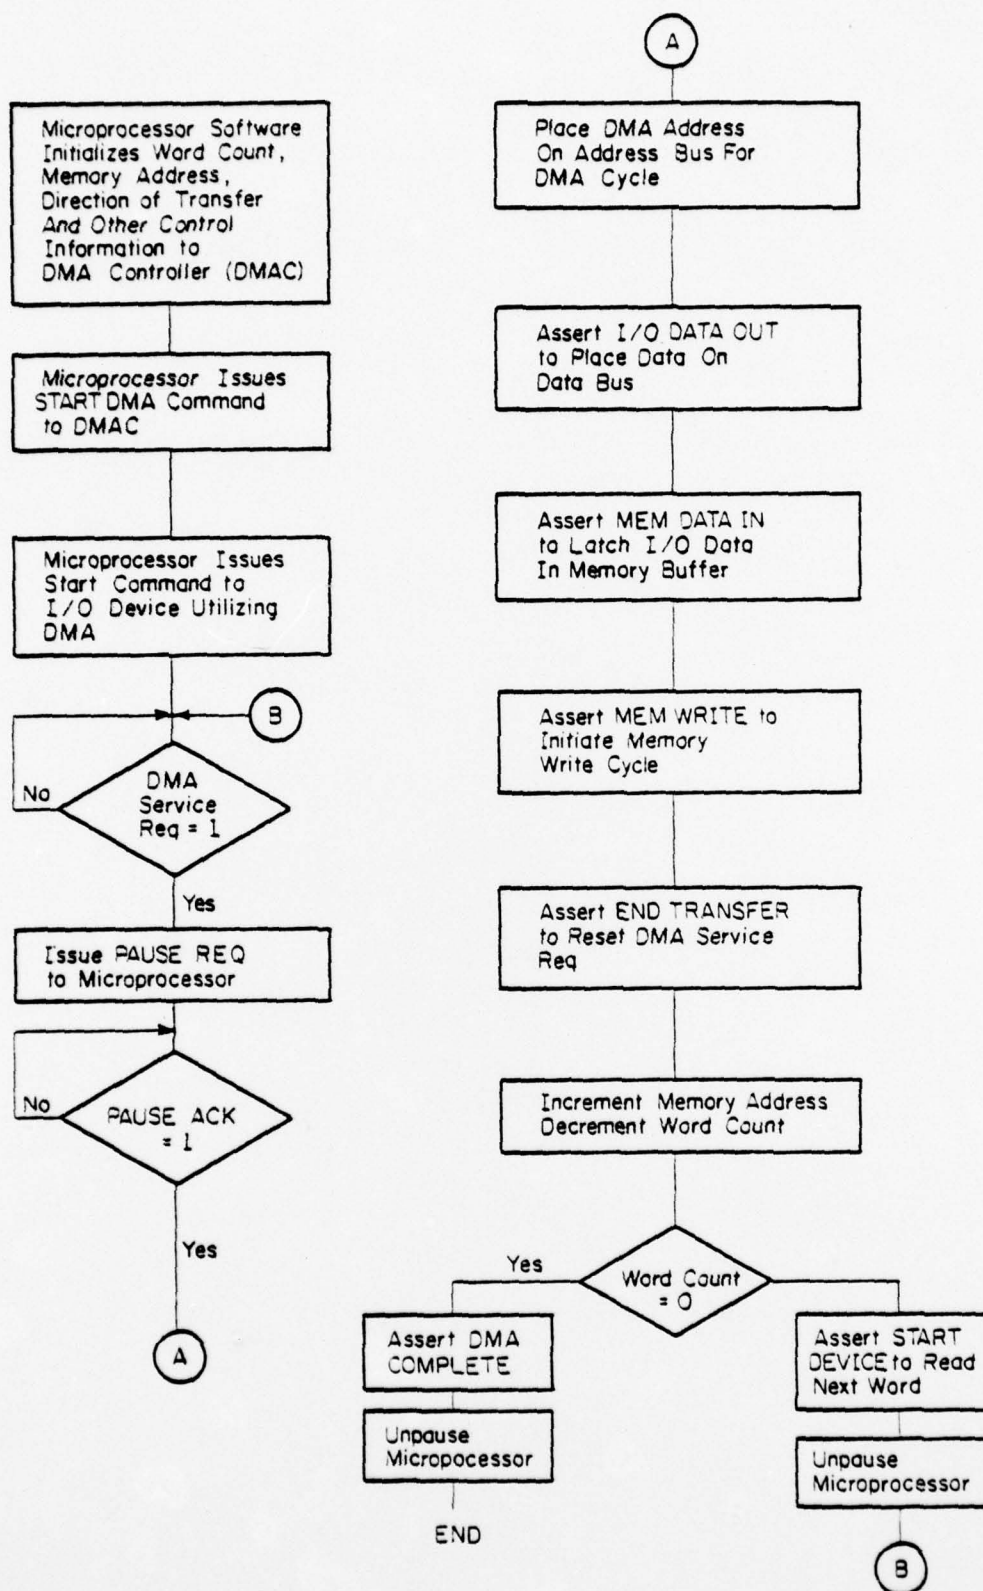 Microprocessor Software
Initializes Word Count,
Memory Address,
Direction of Transfer
And Other Control
Information to
DMA Controller (DMAC)
Microprocessor Issues
START DMA Command
to DMAC
Microprocessor Issues
Start Command to
I/O Device Utilizing
DMA
B
DMA
Service
Req = 1
No
Yes
Issue PAUSE REQ
to Microprocessor
No
PAUSE ACK
= 1
Yes
A
A
Place DMA Address
On Address Bus For
DMA Cycle
Assert I/O DATA OUT
to Place Data On
Data Bus
Assert MEM DATA IN
to Latch I/O Data
In Memory Buffer
Assert MEM WRITE to
Initiate Memory
Write Cycle
Assert END TRANSFER
to Reset DMA Service
Req
Increment Memory Address
Decrement Word Count
Word Count
= 0
Yes
Assert DMA
COMPLETE
Unpause
Micropocessor
END
Assert START
DEVICE to Read
Next Word
Unpause
Microprocessor
B